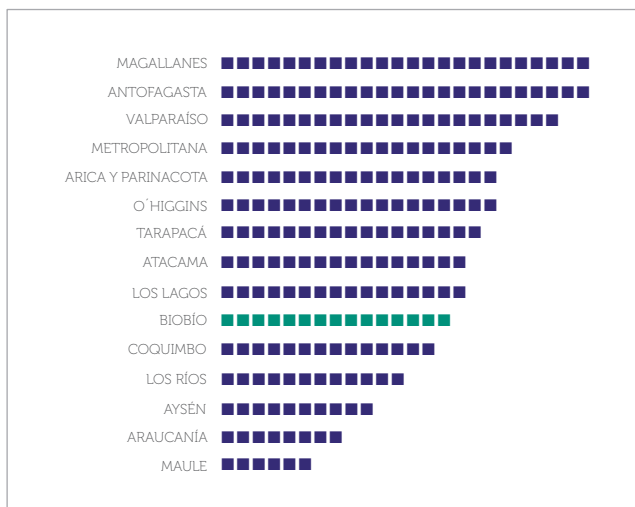 MAGALLANES
ANTOFAGASTA
VALPARAÍSO
METROPOLITANA
ARICA Y PARINACOTA
O´HIGGINS
TARAPACÁ
ATACAMA
LOS LAGOS
BIOBÍO
COQUIMBO
LOS RÍOS
AYSÉN
ARAUCANÍA
MAULE